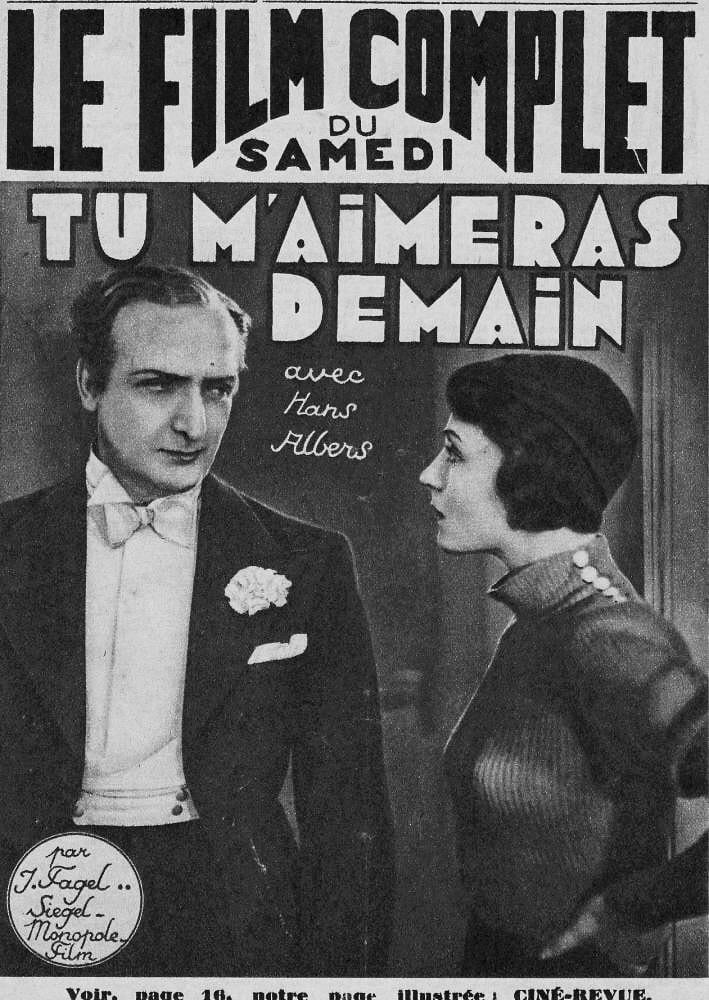 LE FILM COMPLET
DU
SAMEDI
TU M'AiMERAS
DEMAiN
avec
Hans
Albers
par
J. Fagel ..
Siegel-
Monopole-
Film
Voir, page 16, notre page illustrée : CINÉ-REVUE.